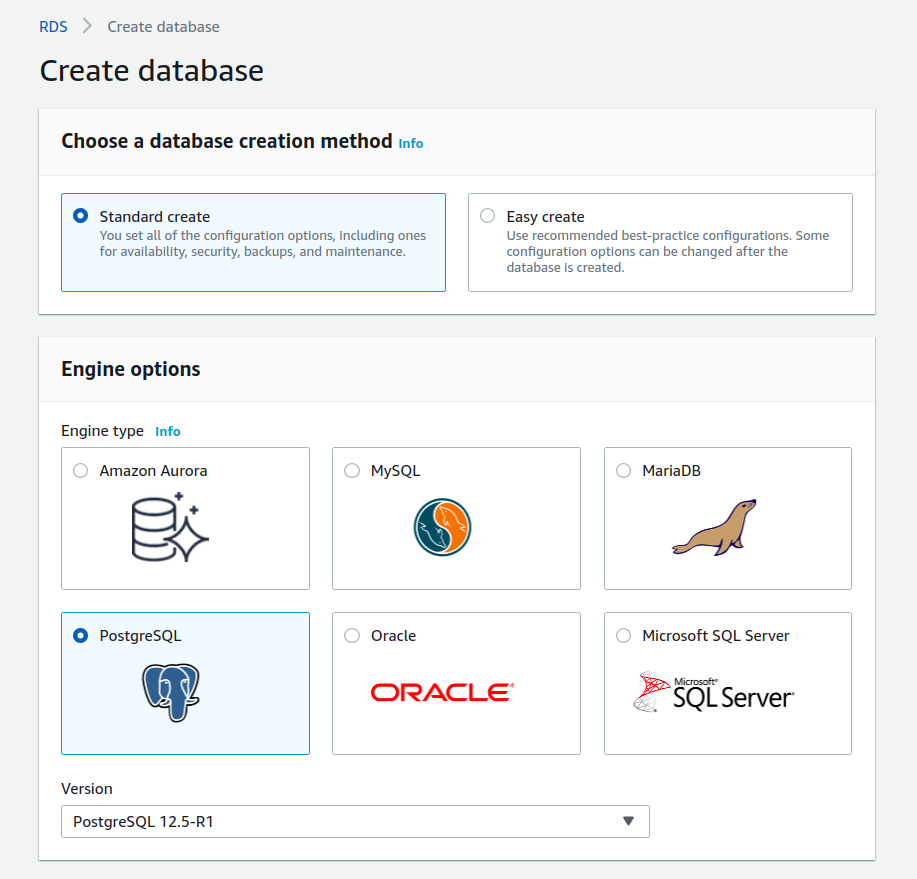 RDS > Create database
Create database
Choose a database creation method Info
Standard create
You set all of the configuration options, including ones
for availability, security, backups, and maintenance.
Easy create
Use recommended best-practice configurations. Some
configuration options can be changed after the
database is created.
Engine options
Engine type Info
Amazon Aurora
MySQL
MariaDB
PostgreSQL
Oracle
ORACLE®
Microsoft SQL Server
Microsoft®
SQL Server®
Version
PostgreSQL 12.5-R1